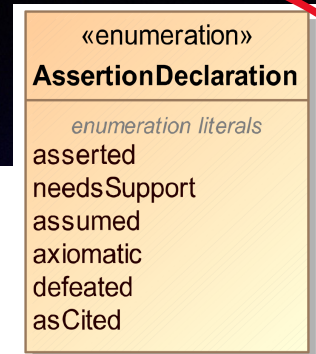 «enumeration»
AssertionDeclaration
enumeration literals
asserted
needsSupport
assumed
axiomatic
defeated
asCited